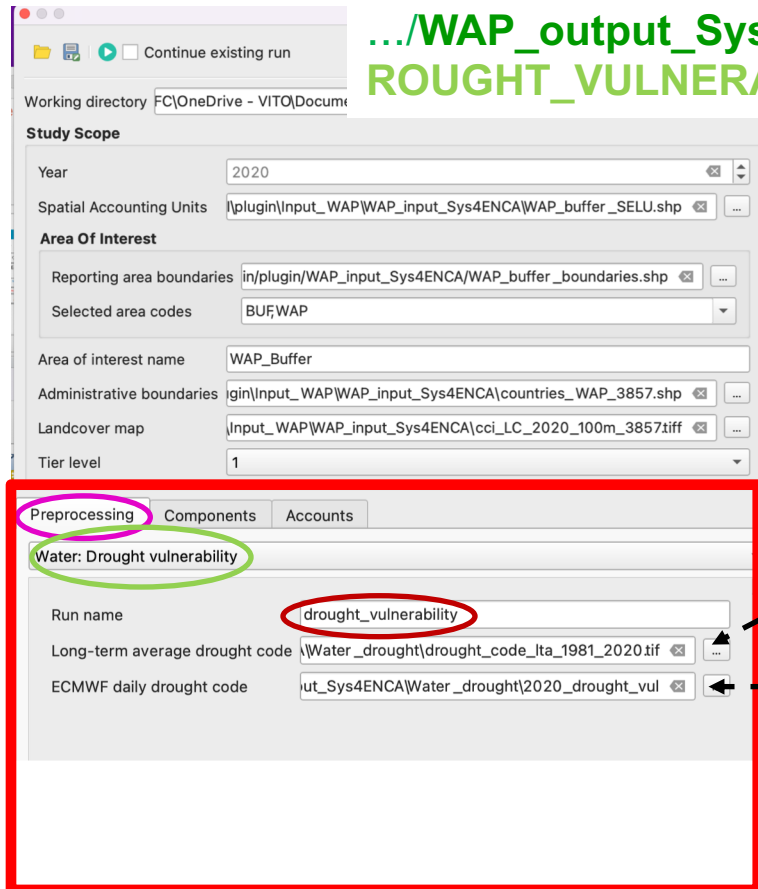 .../WAP_output_Sys
ROUGHT_VULNERA
Continue existing run
Working directory FC\OneDrive - VITO\Docume
Study Scope
Year 2020
Spatial Accounting Units l\plugin\Input_WAP\WAP_input_Sys4ENCA\WAP_buffer_SELU.shp ...
Area Of Interest
Reporting area boundaries in/plugin/WAP_input_Sys4ENCA/WAP_buffer_boundaries.shp ...
Selected area codes BUF,WAP
Area of interest name WAP_Buffer
Administrative boundaries gin\Input_WAP\WAP_input_Sys4ENCA\countries_WAP_3857.shp ...
Landcover map \Input_WAP\WAP_input_Sys4ENCA\cci_LC_2020_100m_3857.tiff ...
Tier level 1
Preprocessing Components Accounts
Water: Drought vulnerability
Run name drought_vulnerability
Long-term average drought code \Water_drought\drought_code_lta_1981_2020.tif ...
ECMWF daily drought code ut_Sys4ENCA\Water_drought\2020_drought_vul